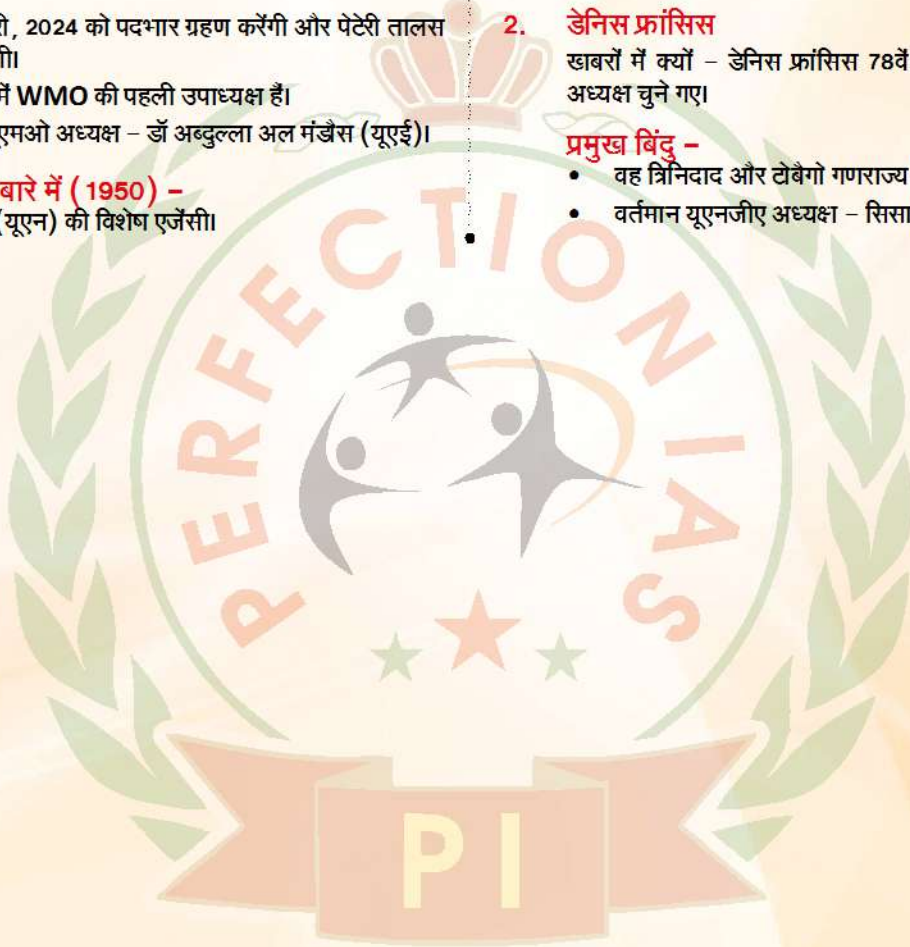 री, 2024 को पदभार ग्रहण करेंगी और पेटेरी तालस
गी।
में WMO की पहली उपाध्यक्ष हैं।
एमओ अध्यक्ष – डॉ अब्दुल्ला अल मंडौस (यूएई)।
बारे में ( 1950 ) –
(यूएन) की विशेष एजेंसी।
2. डेनिस फ्रांसिस
खाबरों में क्यों – डेनिस फ्रांसिस 78वें
अध्यक्ष चुने गए।
प्रमुख बिंदु –
• वह त्रिनिदाद और टोबैगो गणराज्य
• वर्तमान यूएनजीए अध्यक्ष – सिसा
PERFECTION IAS
PI